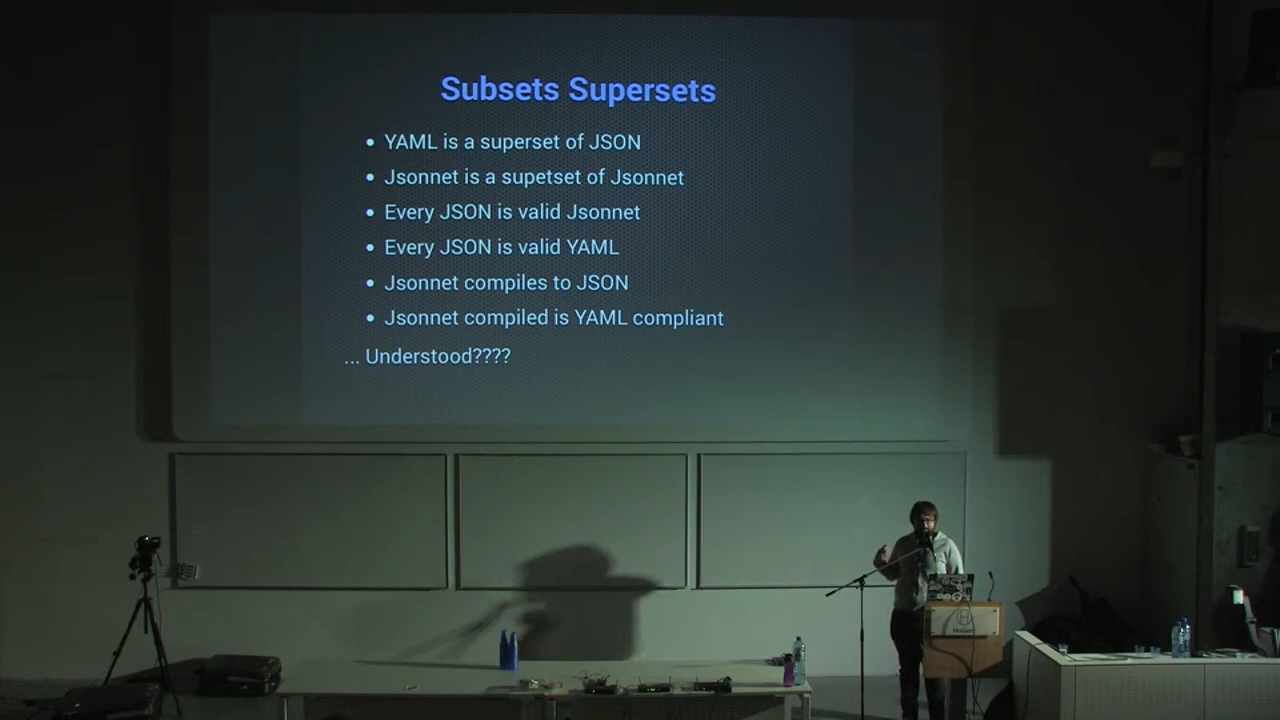 Subsets Supersets
• YAML is a superset of JSON
• Jsonnet is a supetset of Jsonnet
• Every JSON is valid Jsonnet
• Every JSON is valid YAML
• Jsonnet compiles to JSON
• Jsonnet compiled is YAML compliant
... Understood????
HoGent